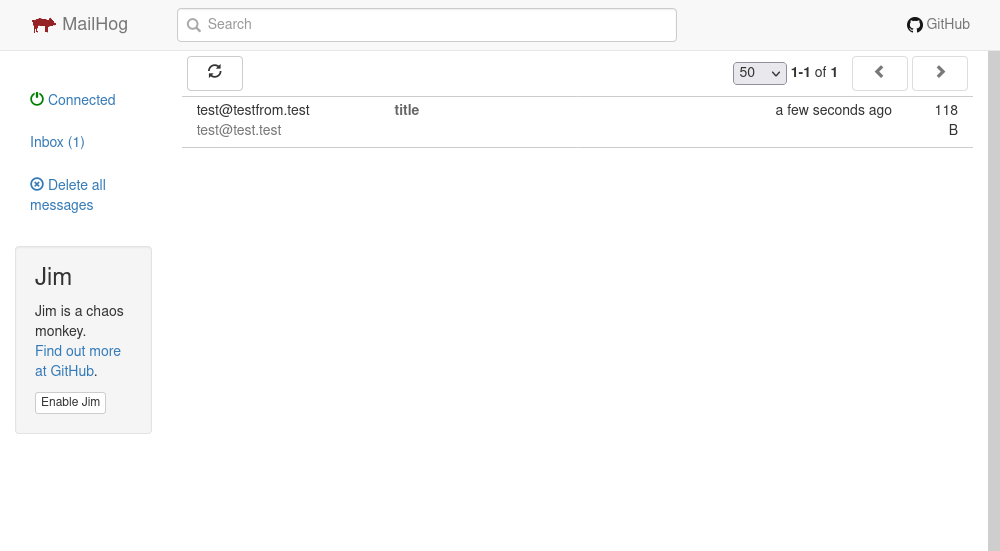 MailHog
Search
GitHub
50
1-1 of 1
Connected
Inbox (1)
Delete all
messages
test@testfrom.test
test@test.test
title
a few seconds ago
118
B
Jim
Jim is a chaos
monkey.
Find out more
at GitHub.
Enable Jim